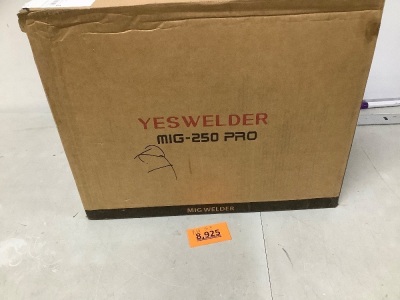 YESWELDER
MIG-250 PRO
MIG WELDER
8,925